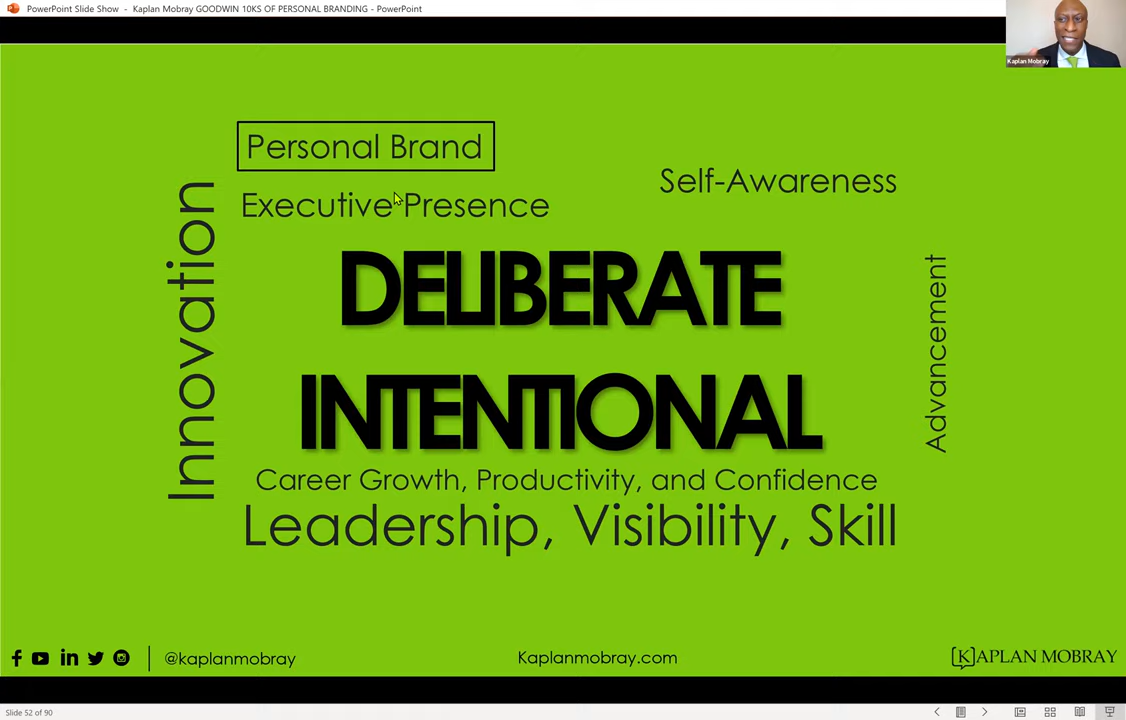 PowerPoint Slide Show - Kaplan Mobray GOODWIN 10KS OF PERSONAL BRANDING - PowerPoint
Kaplan Mobray
Personal Brand
Self-Awareness
Executive Presence
Innovation
DELIBERATE
INTENTIONAL
Advancement
Career Growth, Productivity, and Confidence
Leadership, Visibility, Skill
@kaplanmobray
Kaplanmobray.com
[K]APLAN MOBRAY
Slide 52 of 90